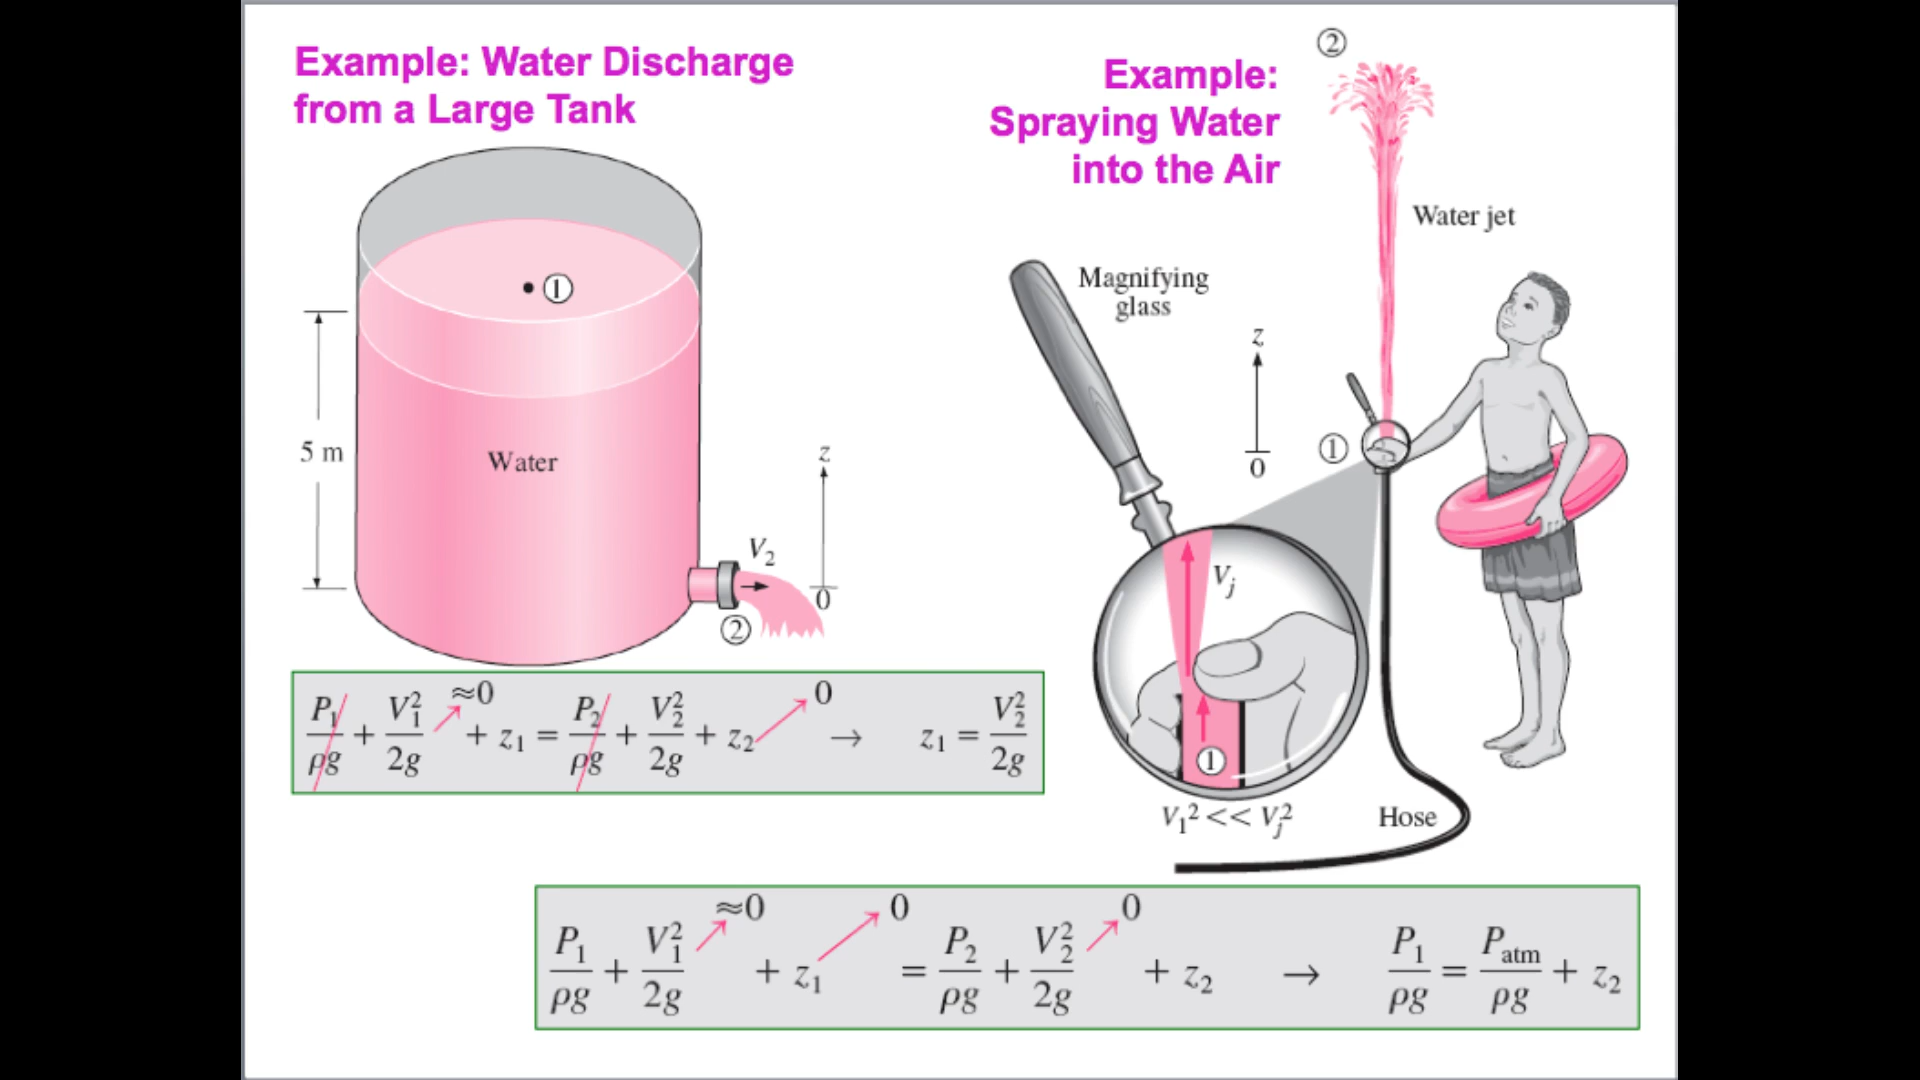 Example: Water Discharge
from a Large Tank
①
5 m
Water
V₂
z
0
②
P₁/ρg + V₁²/2g ≈0 + z₁ = P₂/ρg + V₂²/2g + z₂ 0 → z₁ = V₂²/2g
Example:
Spraying Water
into the Air
②
Water jet
Magnifying
glass
z
0
①
Vⱼ
①
V₁² << Vⱼ²
Hose
P₁/ρg + V₁²/2g ≈0 + z₁ 0 = P₂/ρg + V₂²/2g 0 + z₂ → P₁/ρg = Patm/ρg + z₂